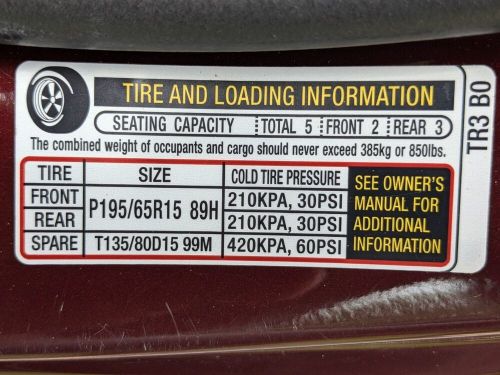 TIRE AND LOADING INFORMATION
SEATING CAPACITY TOTAL 5 FRONT 2 REAR 3
The combined weight of occupants and cargo should never exceed 385kg or 850lbs.
TIRE SIZE COLD TIRE PRESSURE SEE OWNER'S MANUAL FOR ADDITIONAL INFORMATION
FRONT P195/65R15 89H 210KPA, 30PSI
REAR 210KPA, 30PSI
SPARE T135/80D15 99M 420KPA, 60PSI
TR3 B0